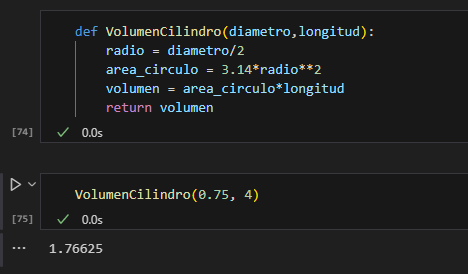 def VolumenCilindro(diametro,longitud):
    radio = diametro/2
    area_circulo = 3.14*radio**2
    volumen = area_circulo*longitud
    return volumen
[74] ✓ 0.0s
VolumenCilindro(0.75, 4)
[75] ✓ 0.0s
... 1.76625